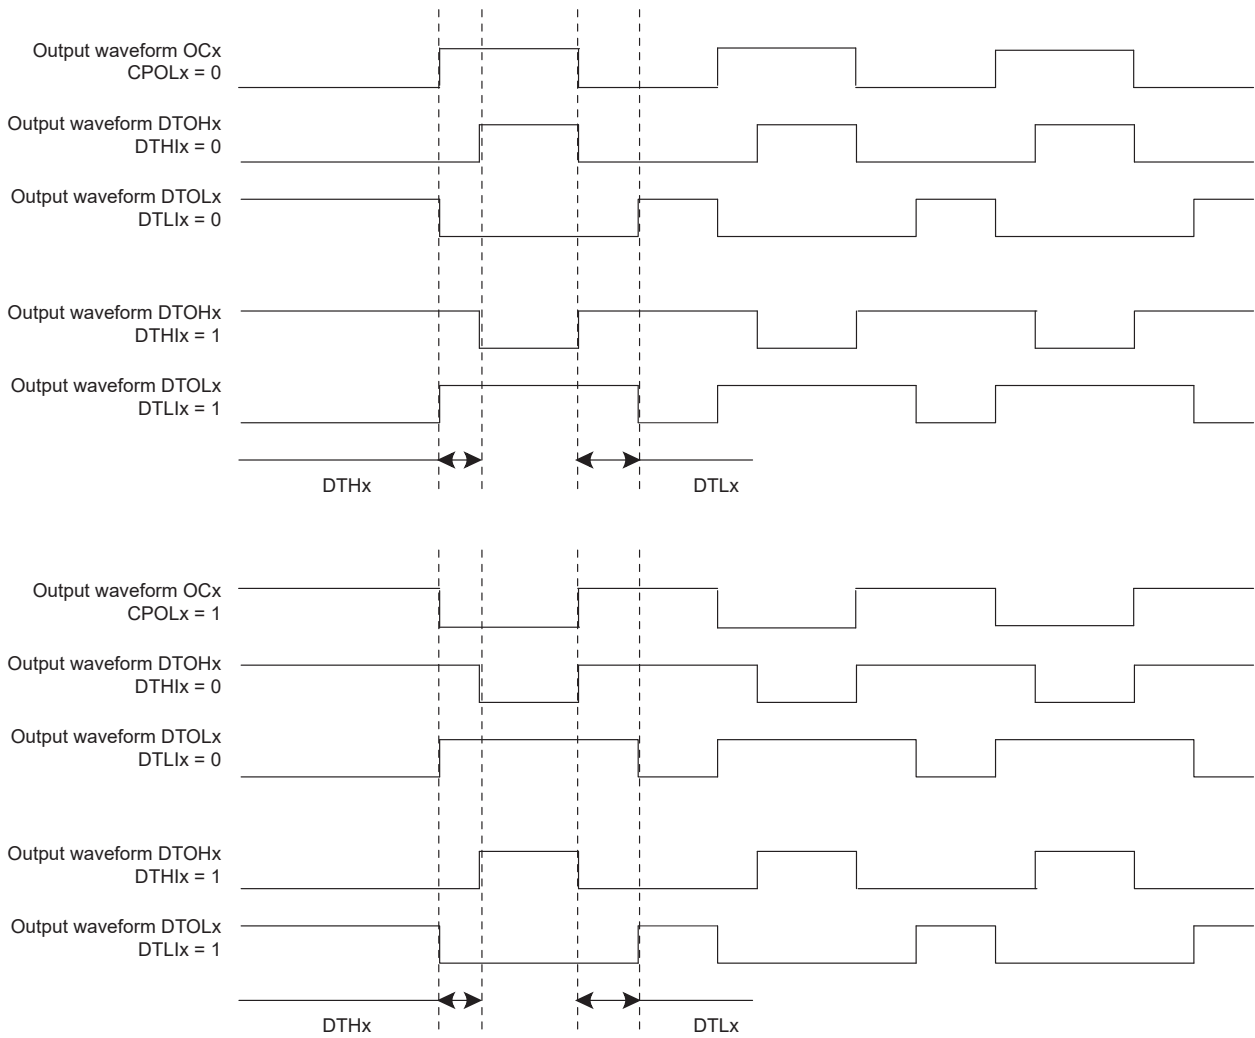 Output waveform OCx
CPOLx = 0
Output waveform DTOHx
DTHIx = 0
Output waveform DTOLx
DTLIx = 0
Output waveform DTOHx
DTHIx = 1
Output waveform DTOLx
DTLIx = 1
DTHx
DTLx
Output waveform OCx
CPOLx = 1
Output waveform DTOHx
DTHIx = 0
Output waveform DTOLx
DTLIx = 0
Output waveform DTOHx
DTHIx = 1
Output waveform DTOLx
DTLIx = 1
DTHx
DTLx